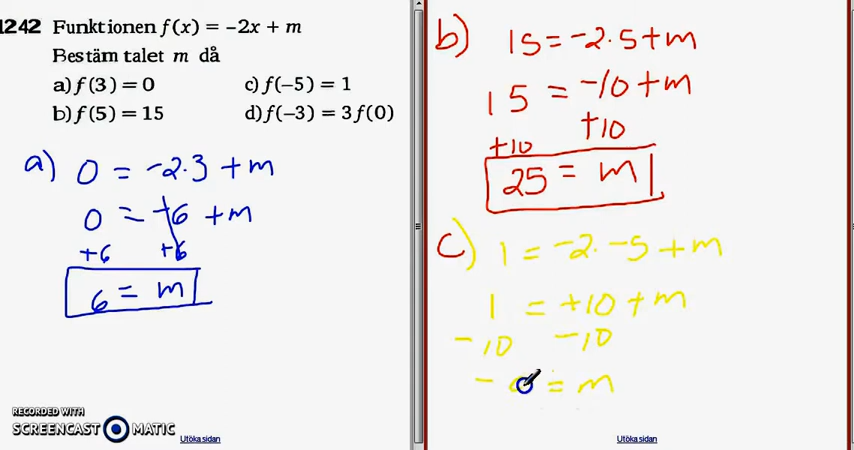 1242 Funktionen f(x) = –2x + m
Bestäm talet m då
a) f(3) = 0 c) f(–5) = 1
b) f(5) = 15 d) f(–3) = 3f(0)
a) 0 = -2·3 + m
0 = -6 + m
+6 +6
6 = m
RECORDED WITH
SCREENCAST MATIC
Utöka sidan
b) 15 = -2·5 + m
15 = -10 + m
+10 +10
25 = m
c) 1 = -2·-5 + m
1 = +10 + m
-10 -10
- = m
Utöka sidan